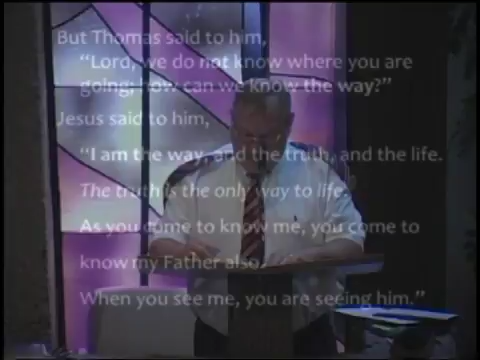 But Thomas said to him,
"Lord, we do not know where you are
going; how can we know the way?"
Jesus said to him,
"I am the way, and the truth, and the life.
The truth is the only way to life.
As you come to know me, you come to
know my Father also.
When you see me, you are seeing him."